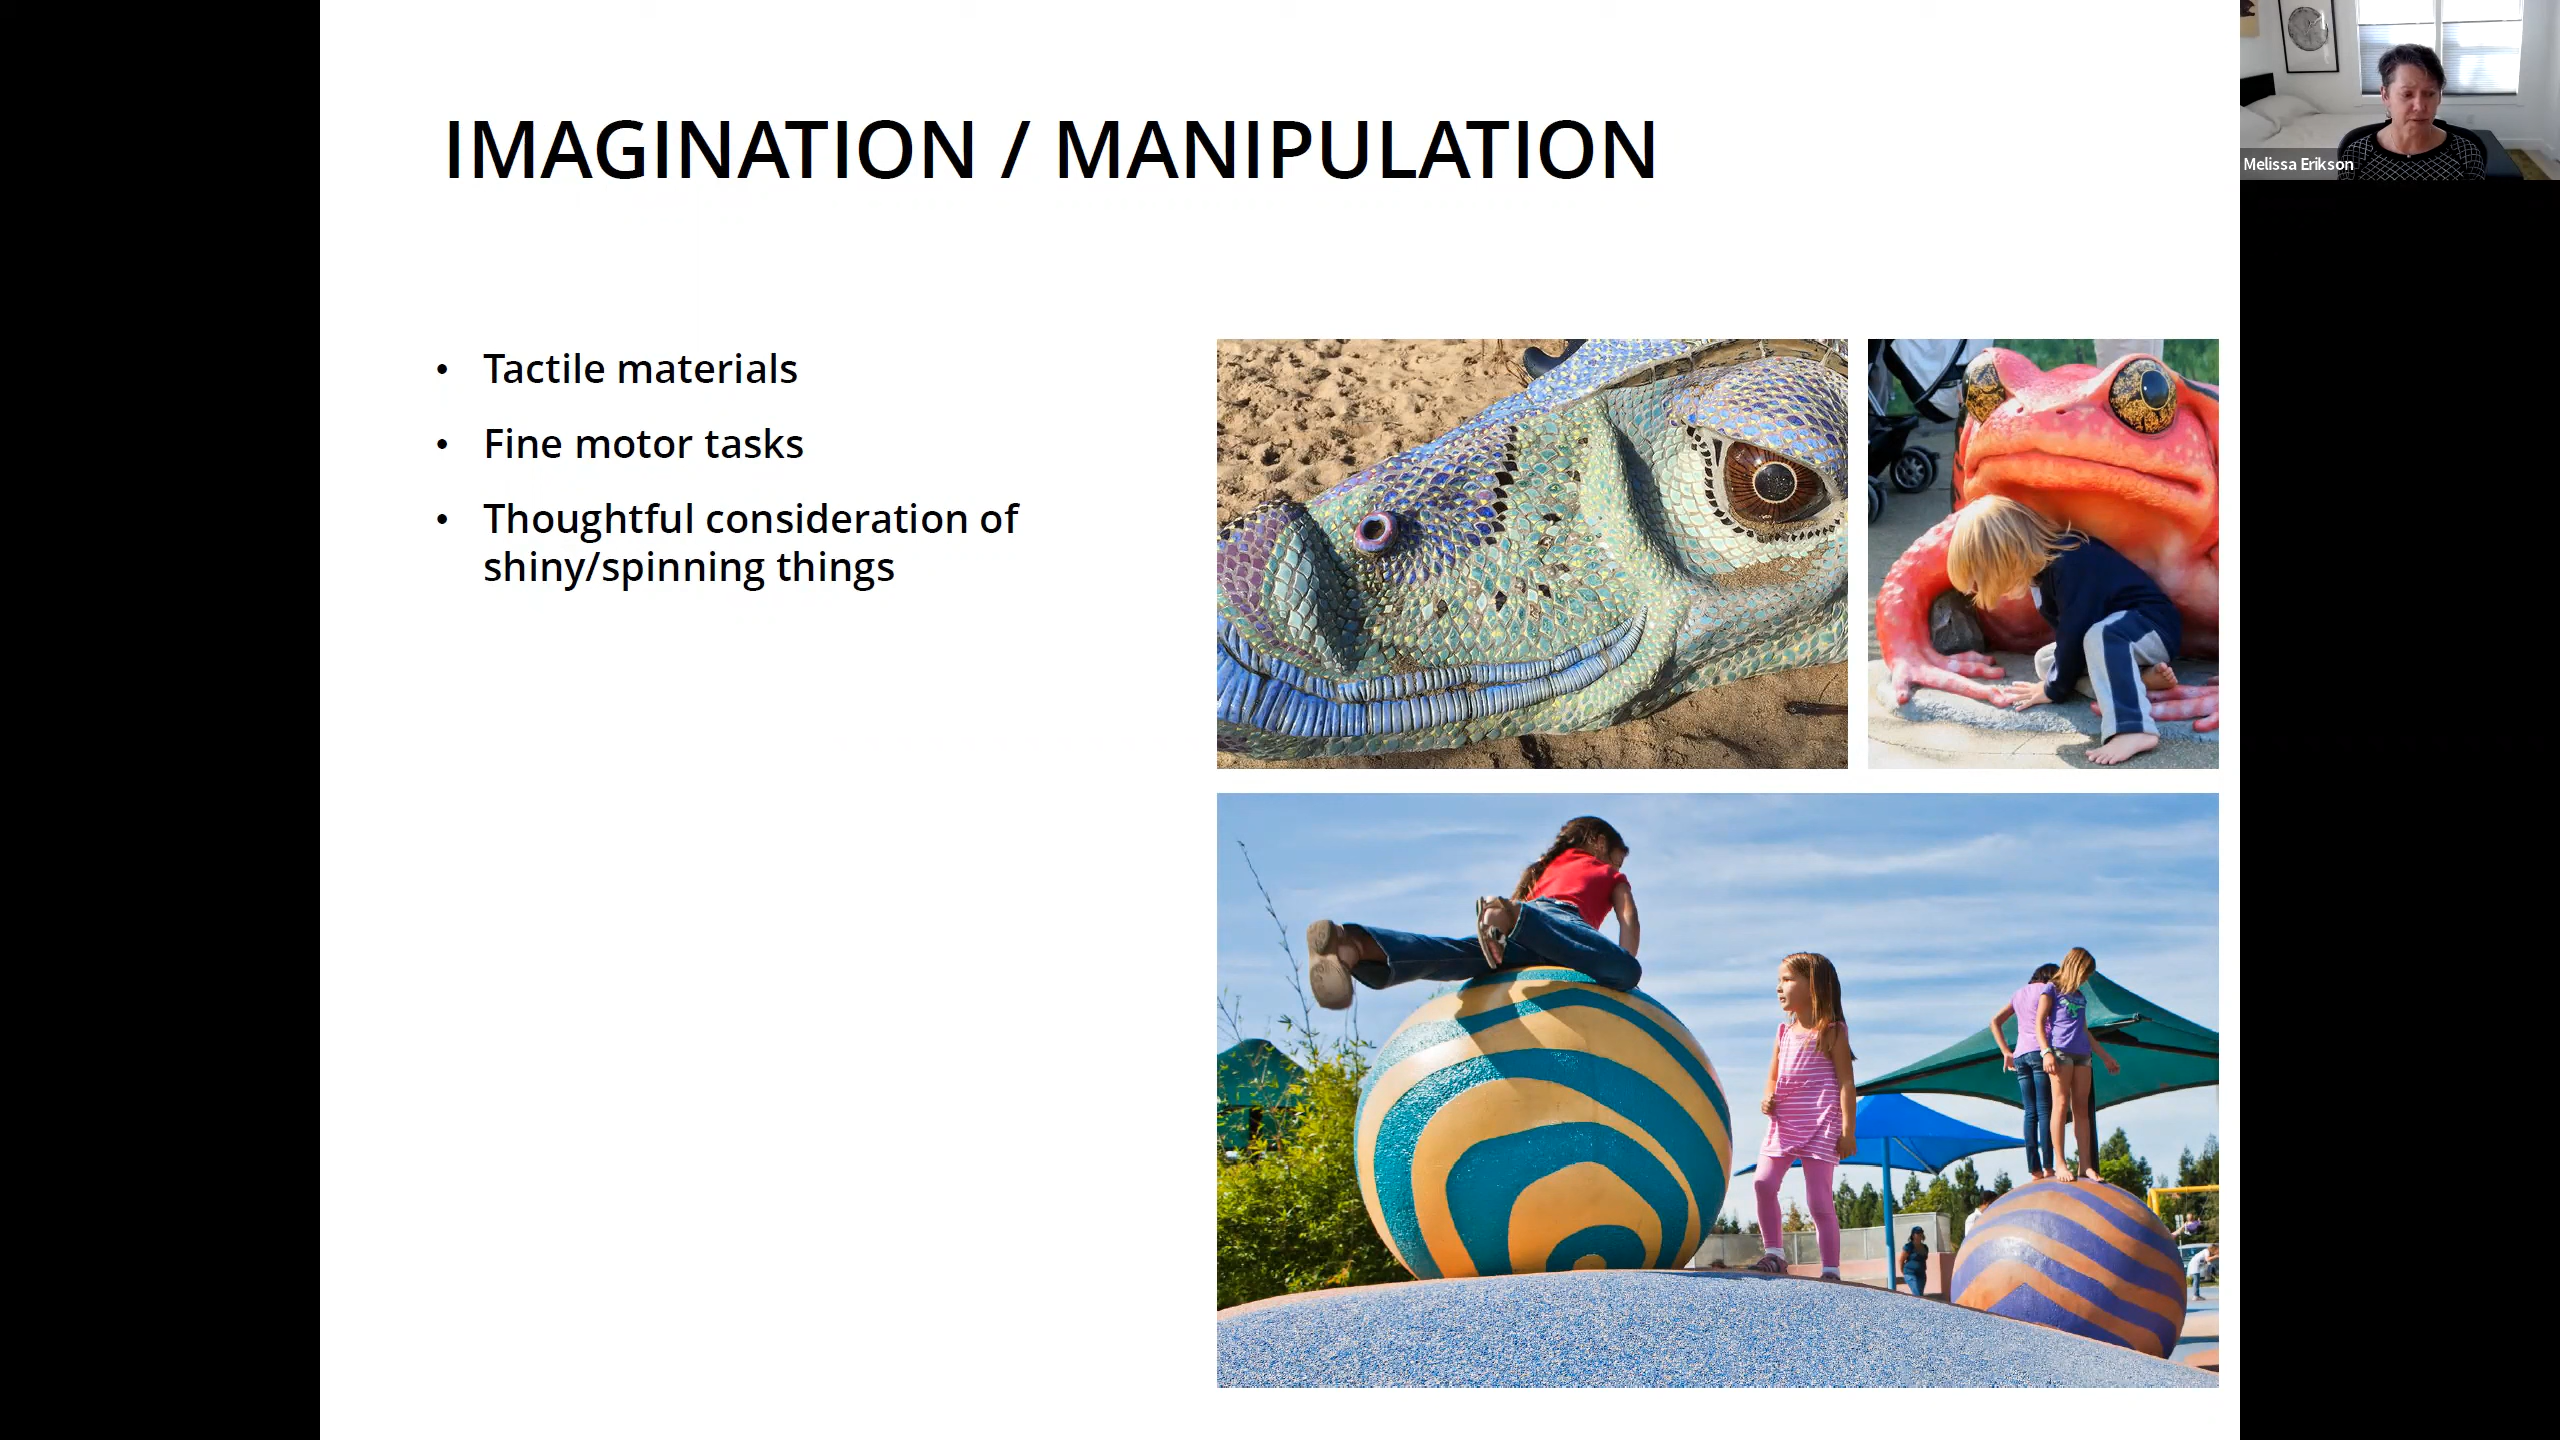 IMAGINATION / MANIPULATION
Melissa Erikson
• Tactile materials
• Fine motor tasks
• Thoughtful consideration of
shiny/spinning things